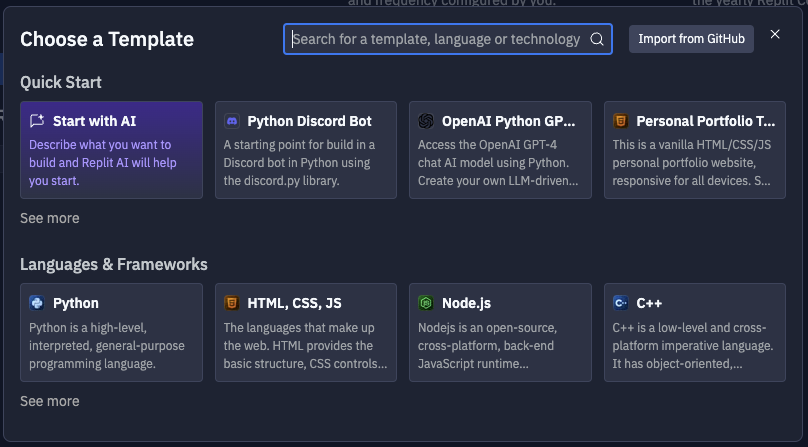 and frequency configured by you.
Choose a Template
Search for a template, language or technology
Import from GitHub
Quick Start
Start with AI
Describe what you want to
build and Replit AI will help
you start.
Python Discord Bot
A starting point for build in a
Discord bot in Python using
the discord.py library.
OpenAI Python GP...
Access the OpenAI GPT-4
chat AI model using Python.
Create your own LLM-driven...
Personal Portfolio T...
This is a vanilla HTML/CSS/JS
personal portfolio website,
responsive for all devices. S...
See more
Languages & Frameworks
Python
Python is a high-level,
interpreted, general-purpose
programming language.
HTML, CSS, JS
The languages that make up
the web. HTML provides the
basic structure, CSS controls...
Node.js
Nodejs is an open-source,
cross-platform, back-end
JavaScript runtime...
C++
C++ is a low-level and cross-
platform imperative language.
It has object-oriented,...
See more